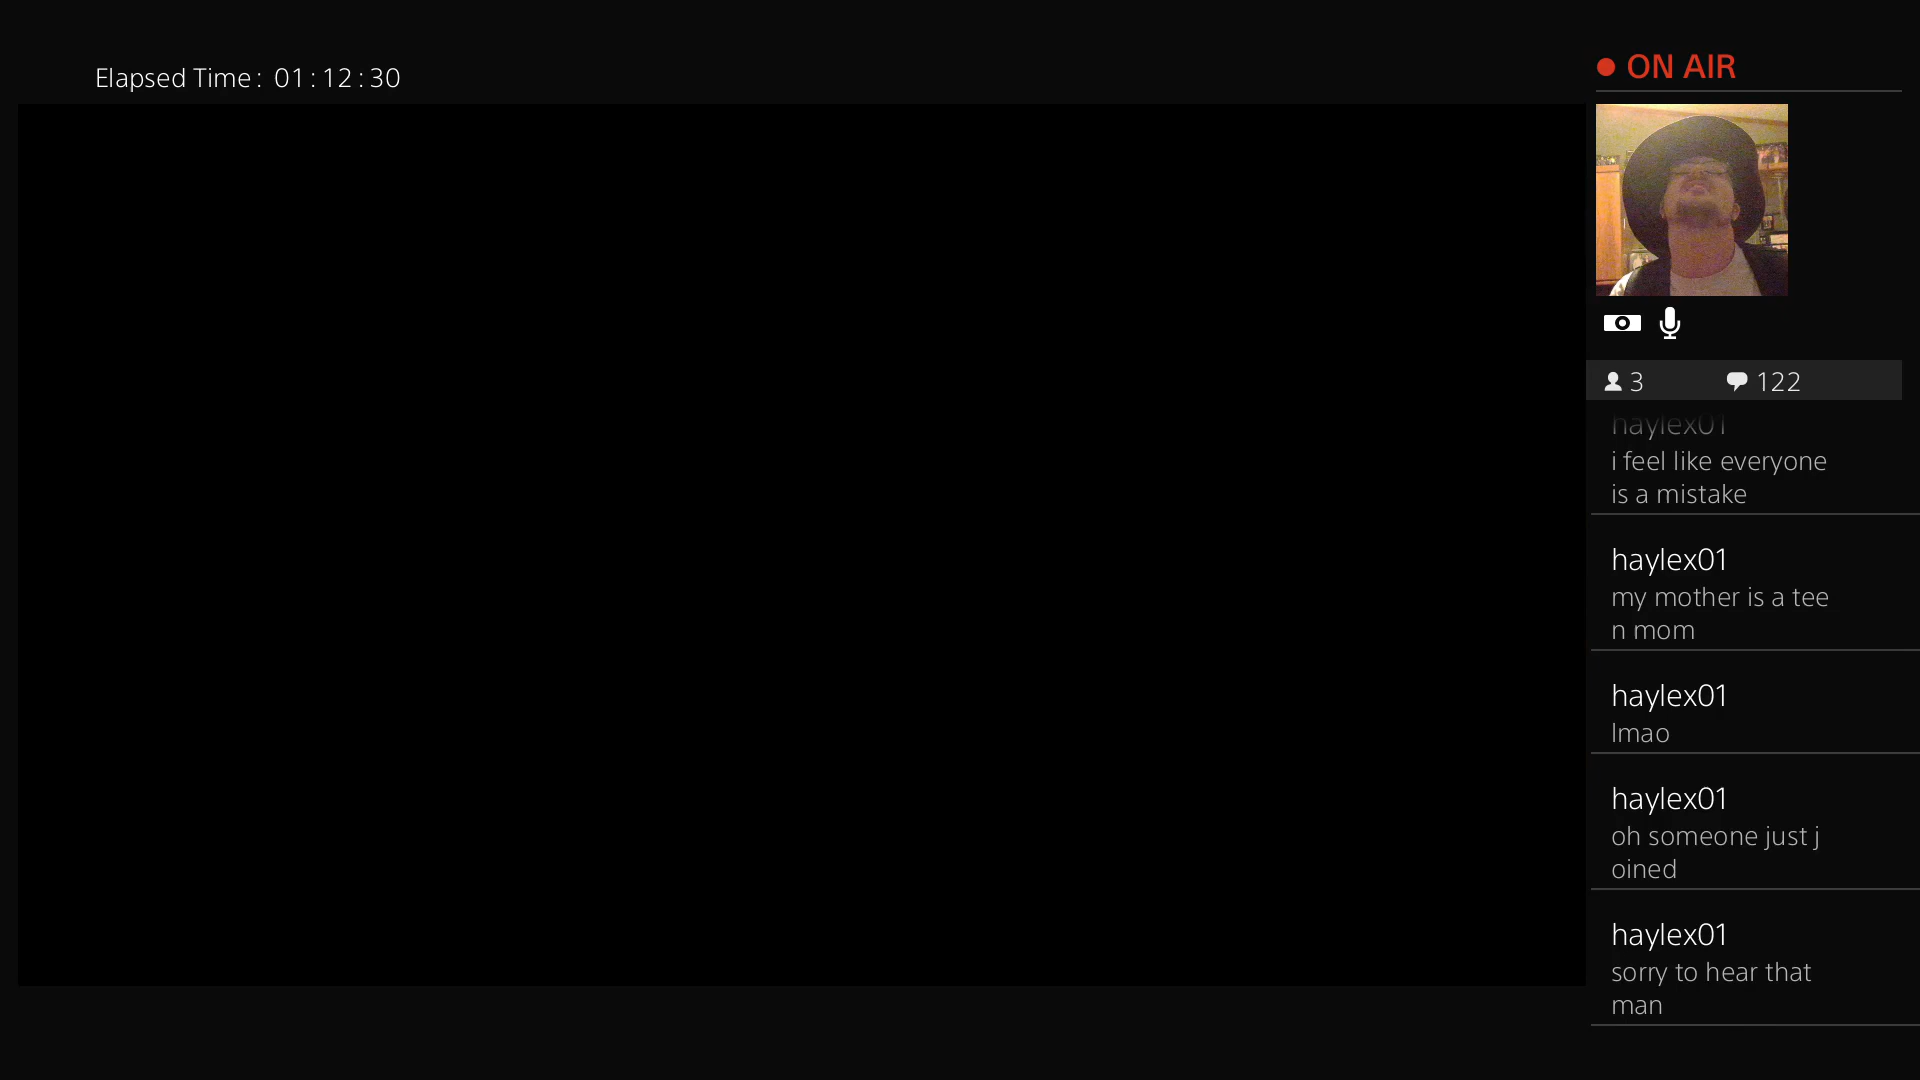 Elapsed Time: 01:12:30
ON AIR
3
122
haylex01
i feel like everyone
is a mistake
haylex01
my mother is a tee
n mom
haylex01
lmao
haylex01
oh someone just j
oined
haylex01
sorry to hear that
man